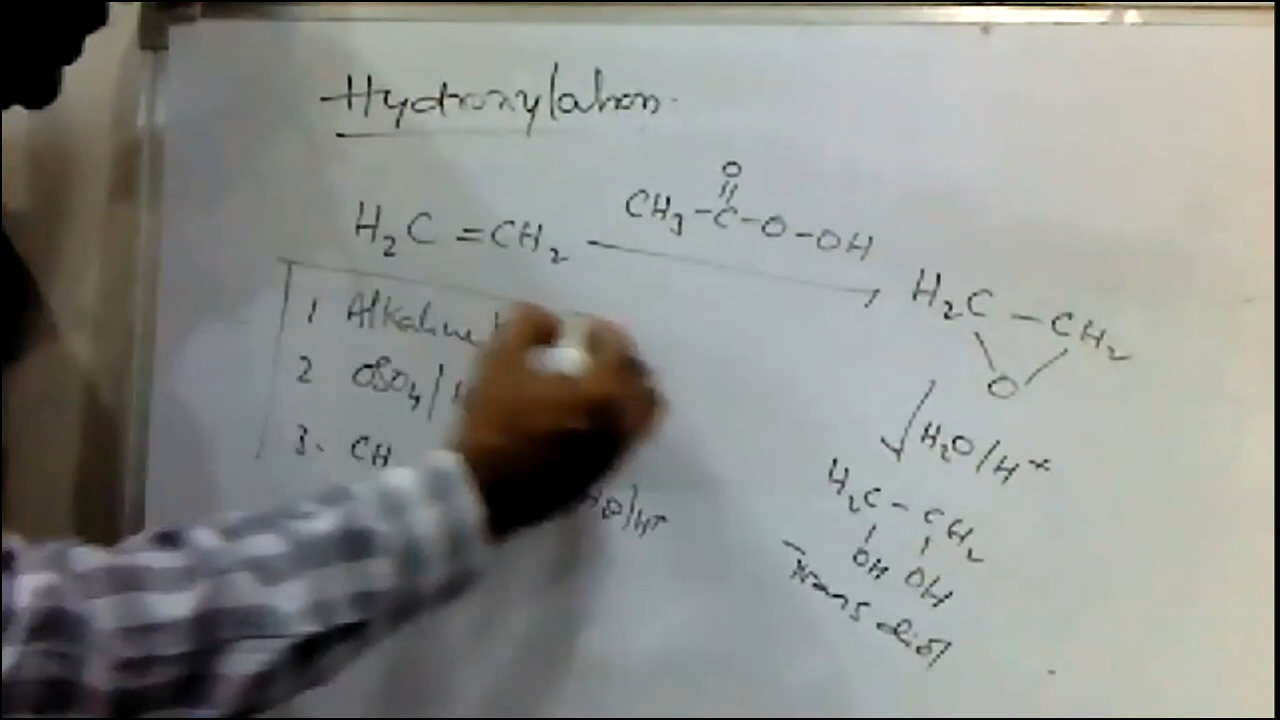 Hydroxylation.
O
||
CH₃-C-O-OH
H₂C=CH₂ → H₂C-CH₂
O
1 Alkaline
2 OSO₄/
3. CH
H₂O/H⁺
H₂O/H⁺
H₂C-CH₂
OH OH
Trans diol